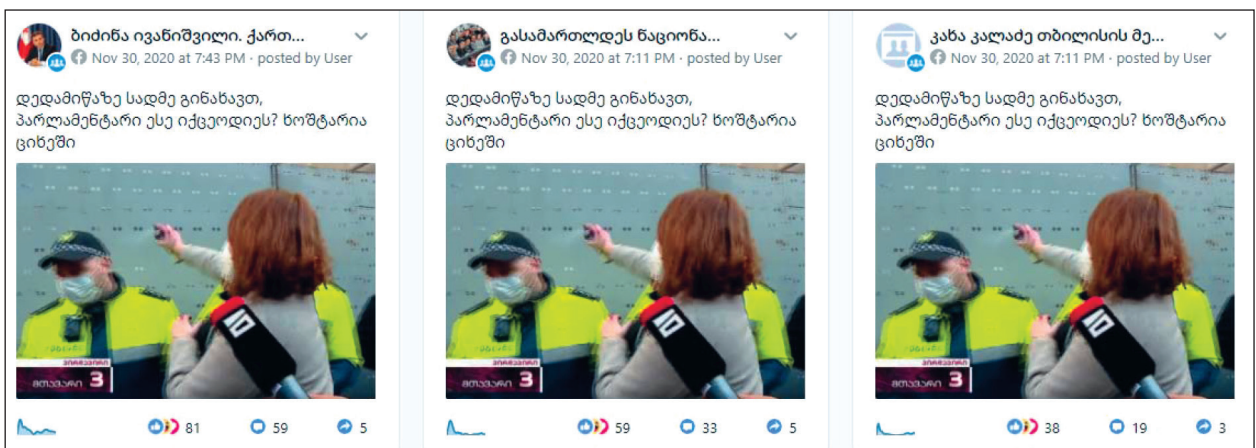 ბიძინა ივანიშვილი. ქართ...
Nov 30, 2020 at 7:43 PM · posted by User
დედამიწაზე სადმე გინახავთ,
პარლამენტარი ესე იქცეოდიეს? ხოშტარია
ციხეში
პირდაპირი
მთავარი
81
59
5
გასამართლდეს ნაციონა...
Nov 30, 2020 at 7:11 PM · posted by User
დედამიწაზე სადმე გინახავთ,
პარლამენტარი ესე იქცეოდიეს? ხოშტარია
ციხეში
პირდაპირი
მთავარი
59
33
5
კახა კალაძე თბილისის მე...
Nov 30, 2020 at 7:11 PM · posted by User
დედამიწაზე სადმე გინახავთ,
პარლამენტარი ესე იქცეოდიეს? ხოშტარია
ციხეში
პირდაპირი
მთავარი
38
19
3